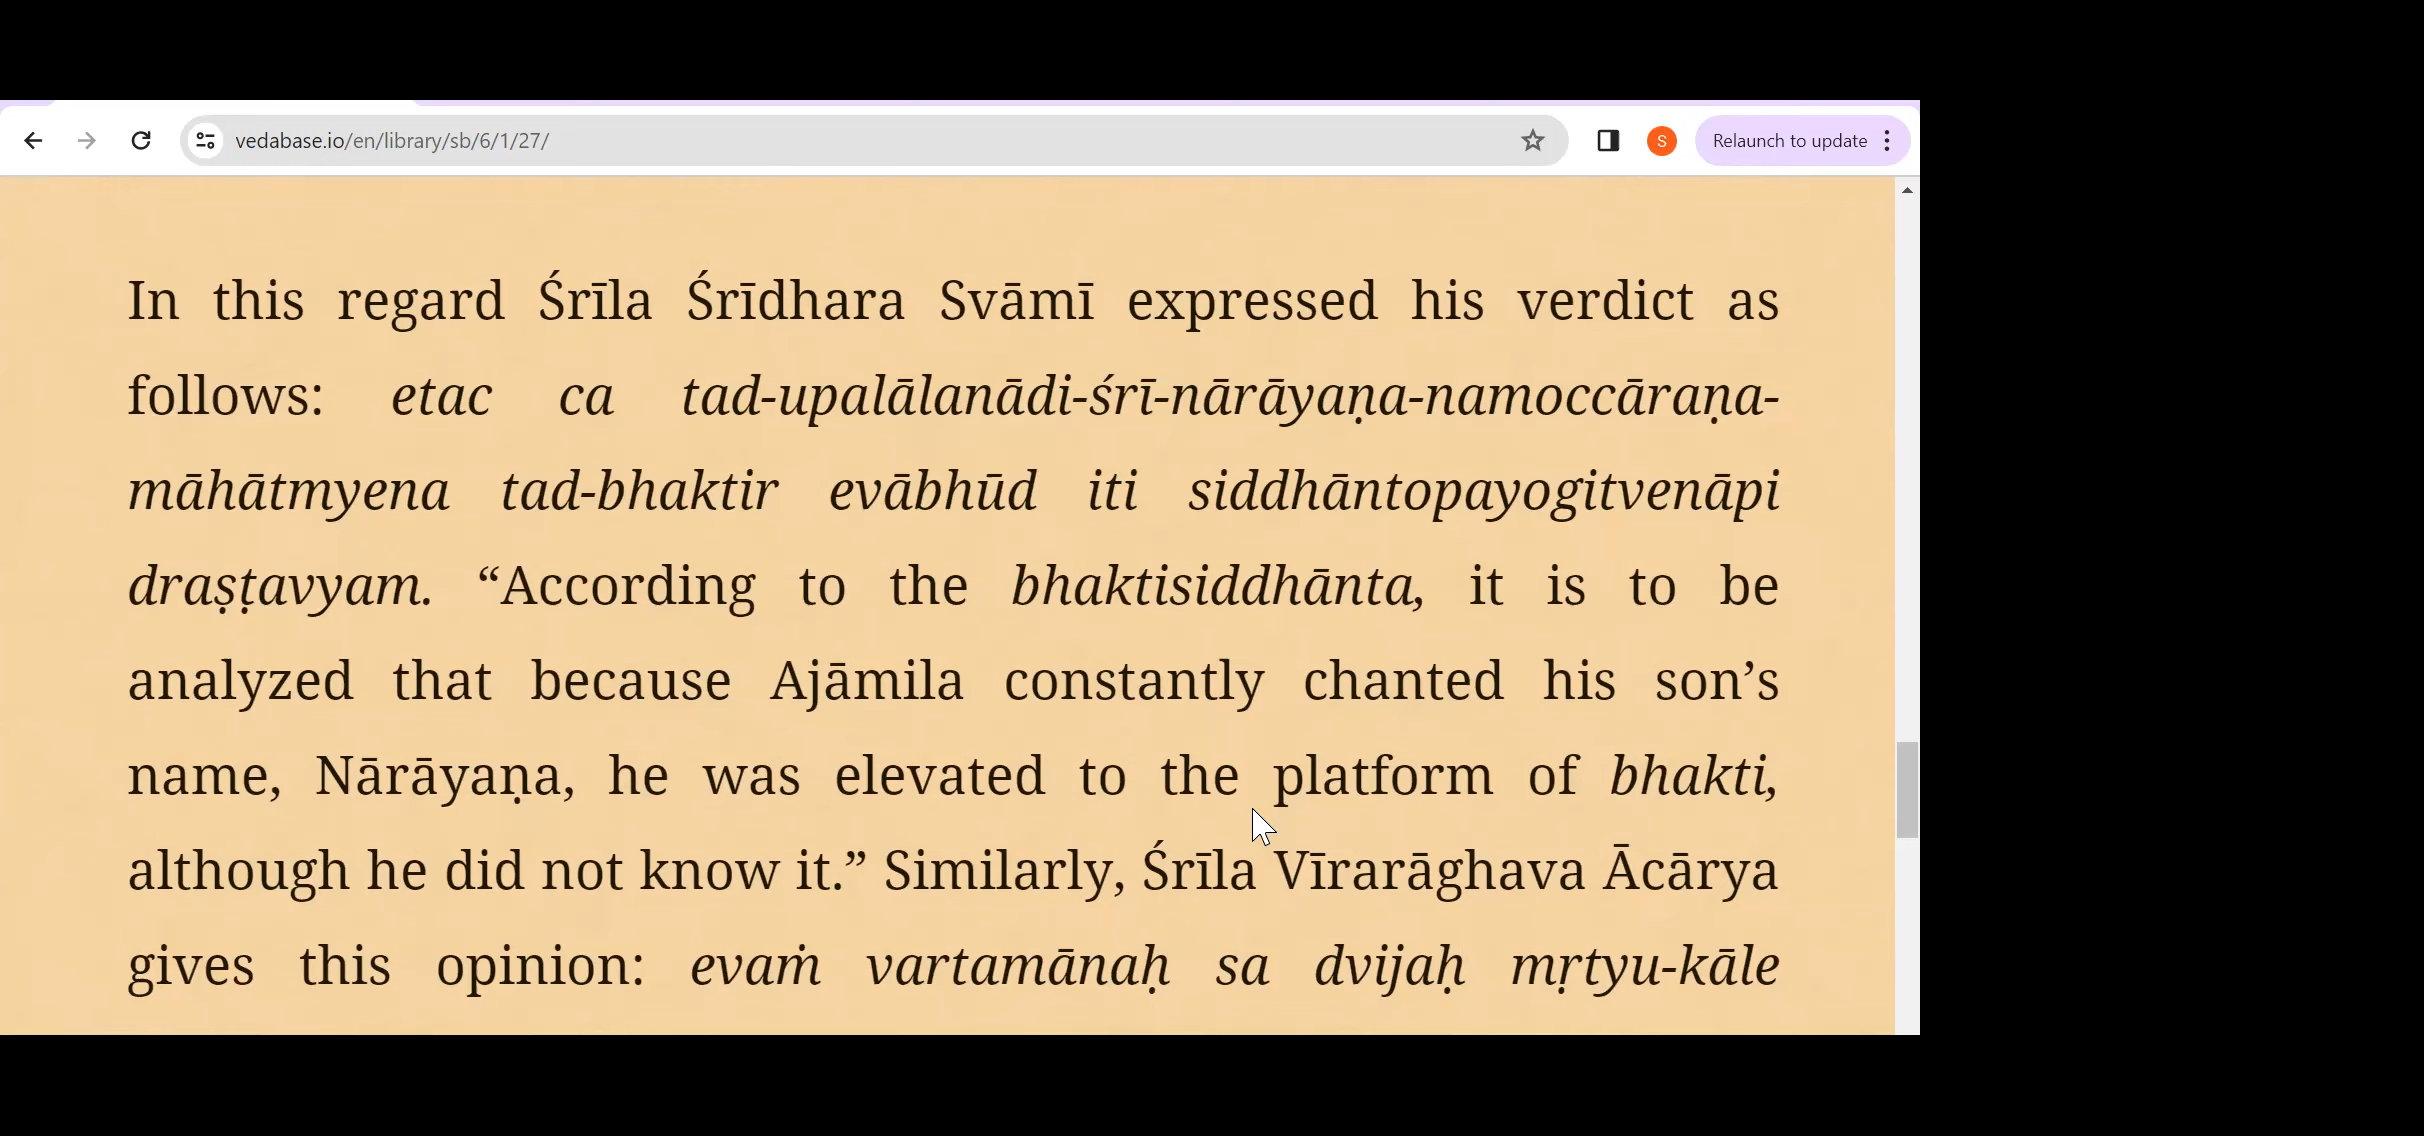 vedabase.io/en/library/sb/6/1/27/
S
Relaunch to update
In this regard Śrīla Śrīdhara Svāmī expressed his verdict as
follows: etac ca tad-upalālanādi-śrī-nārāyaṇa-namoccāraṇa-
māhātmyena tad-bhaktir evābhūd iti siddhāntopayogitvenāpi
draṣṭavyam. “According to the bhaktisiddhānta, it is to be
analyzed that because Ajāmila constantly chanted his son’s
name, Nārāyaṇa, he was elevated to the platform of bhakti,
although he did not know it.” Similarly, Śrīla Vīrarāghava Ācārya
gives this opinion: evaṁ vartamānaḥ sa dvijaḥ mṛtyu-kāle